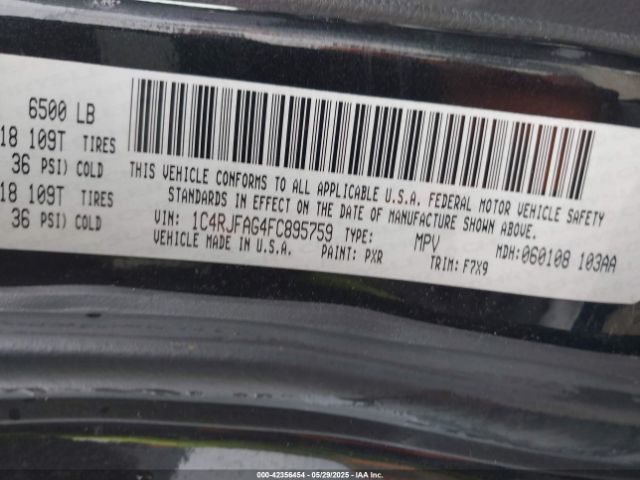 6500 LB
18 109T TIRES
36 PSI) COLD
18 109T TIRES
36 PSI) COLD
THIS VEHICLE CONFORMS TO ALL APPLICABLE U.S.A. FEDERAL MOTOR VEHICLE SAFETY
STANDARDS IN EFFECT ON THE DATE OF MANUFACTURE SHOWN ABOVE.
VIN: 1C4RJFAG4FC895759 TYPE: MPV MDH:060108 103AA
VEHICLE MADE IN U.S.A. PAINT: PXR TRIM: F7X9
00-42356454 - 05/29/2025 - IAA Inc.